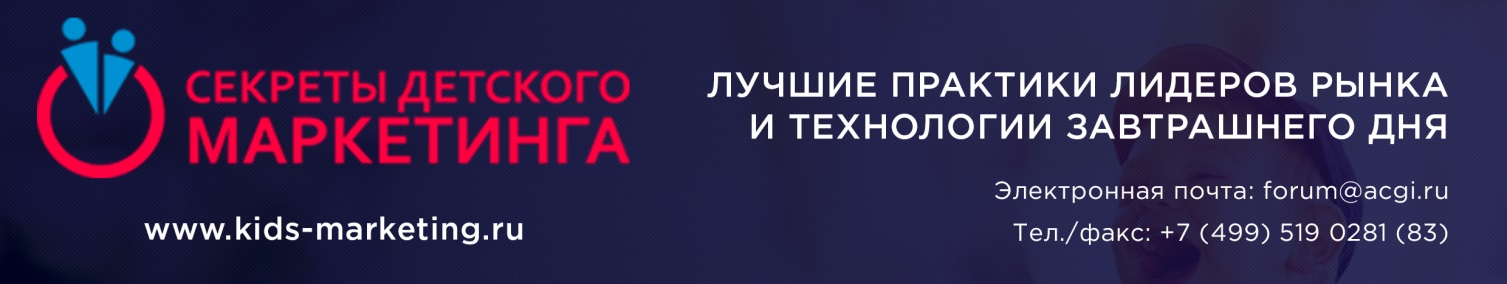 СЕКРЕТЫ ДЕТСКОГО
МАРКЕТИНГА
www.kids-marketing.ru
ЛУЧШИЕ ПРАКТИКИ ЛИДЕРОВ РЫНКА
И ТЕХНОЛОГИИ ЗАВТРАШНЕГО ДНЯ
Электронная почта: forum@acgi.ru
Тел./факс: +7 (499) 519 0281 (83)